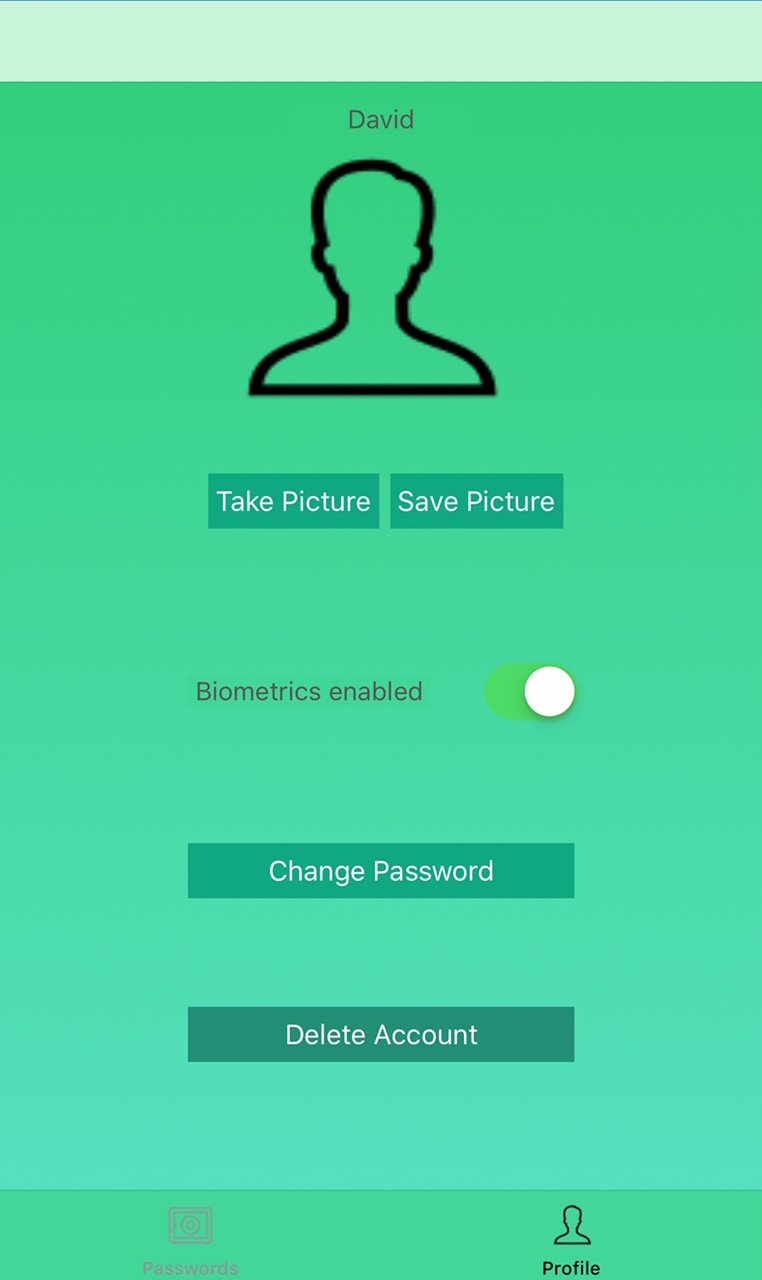 David
Take Picture Save Picture
Biometrics enabled
Change Password
Delete Account
Passwords Profile